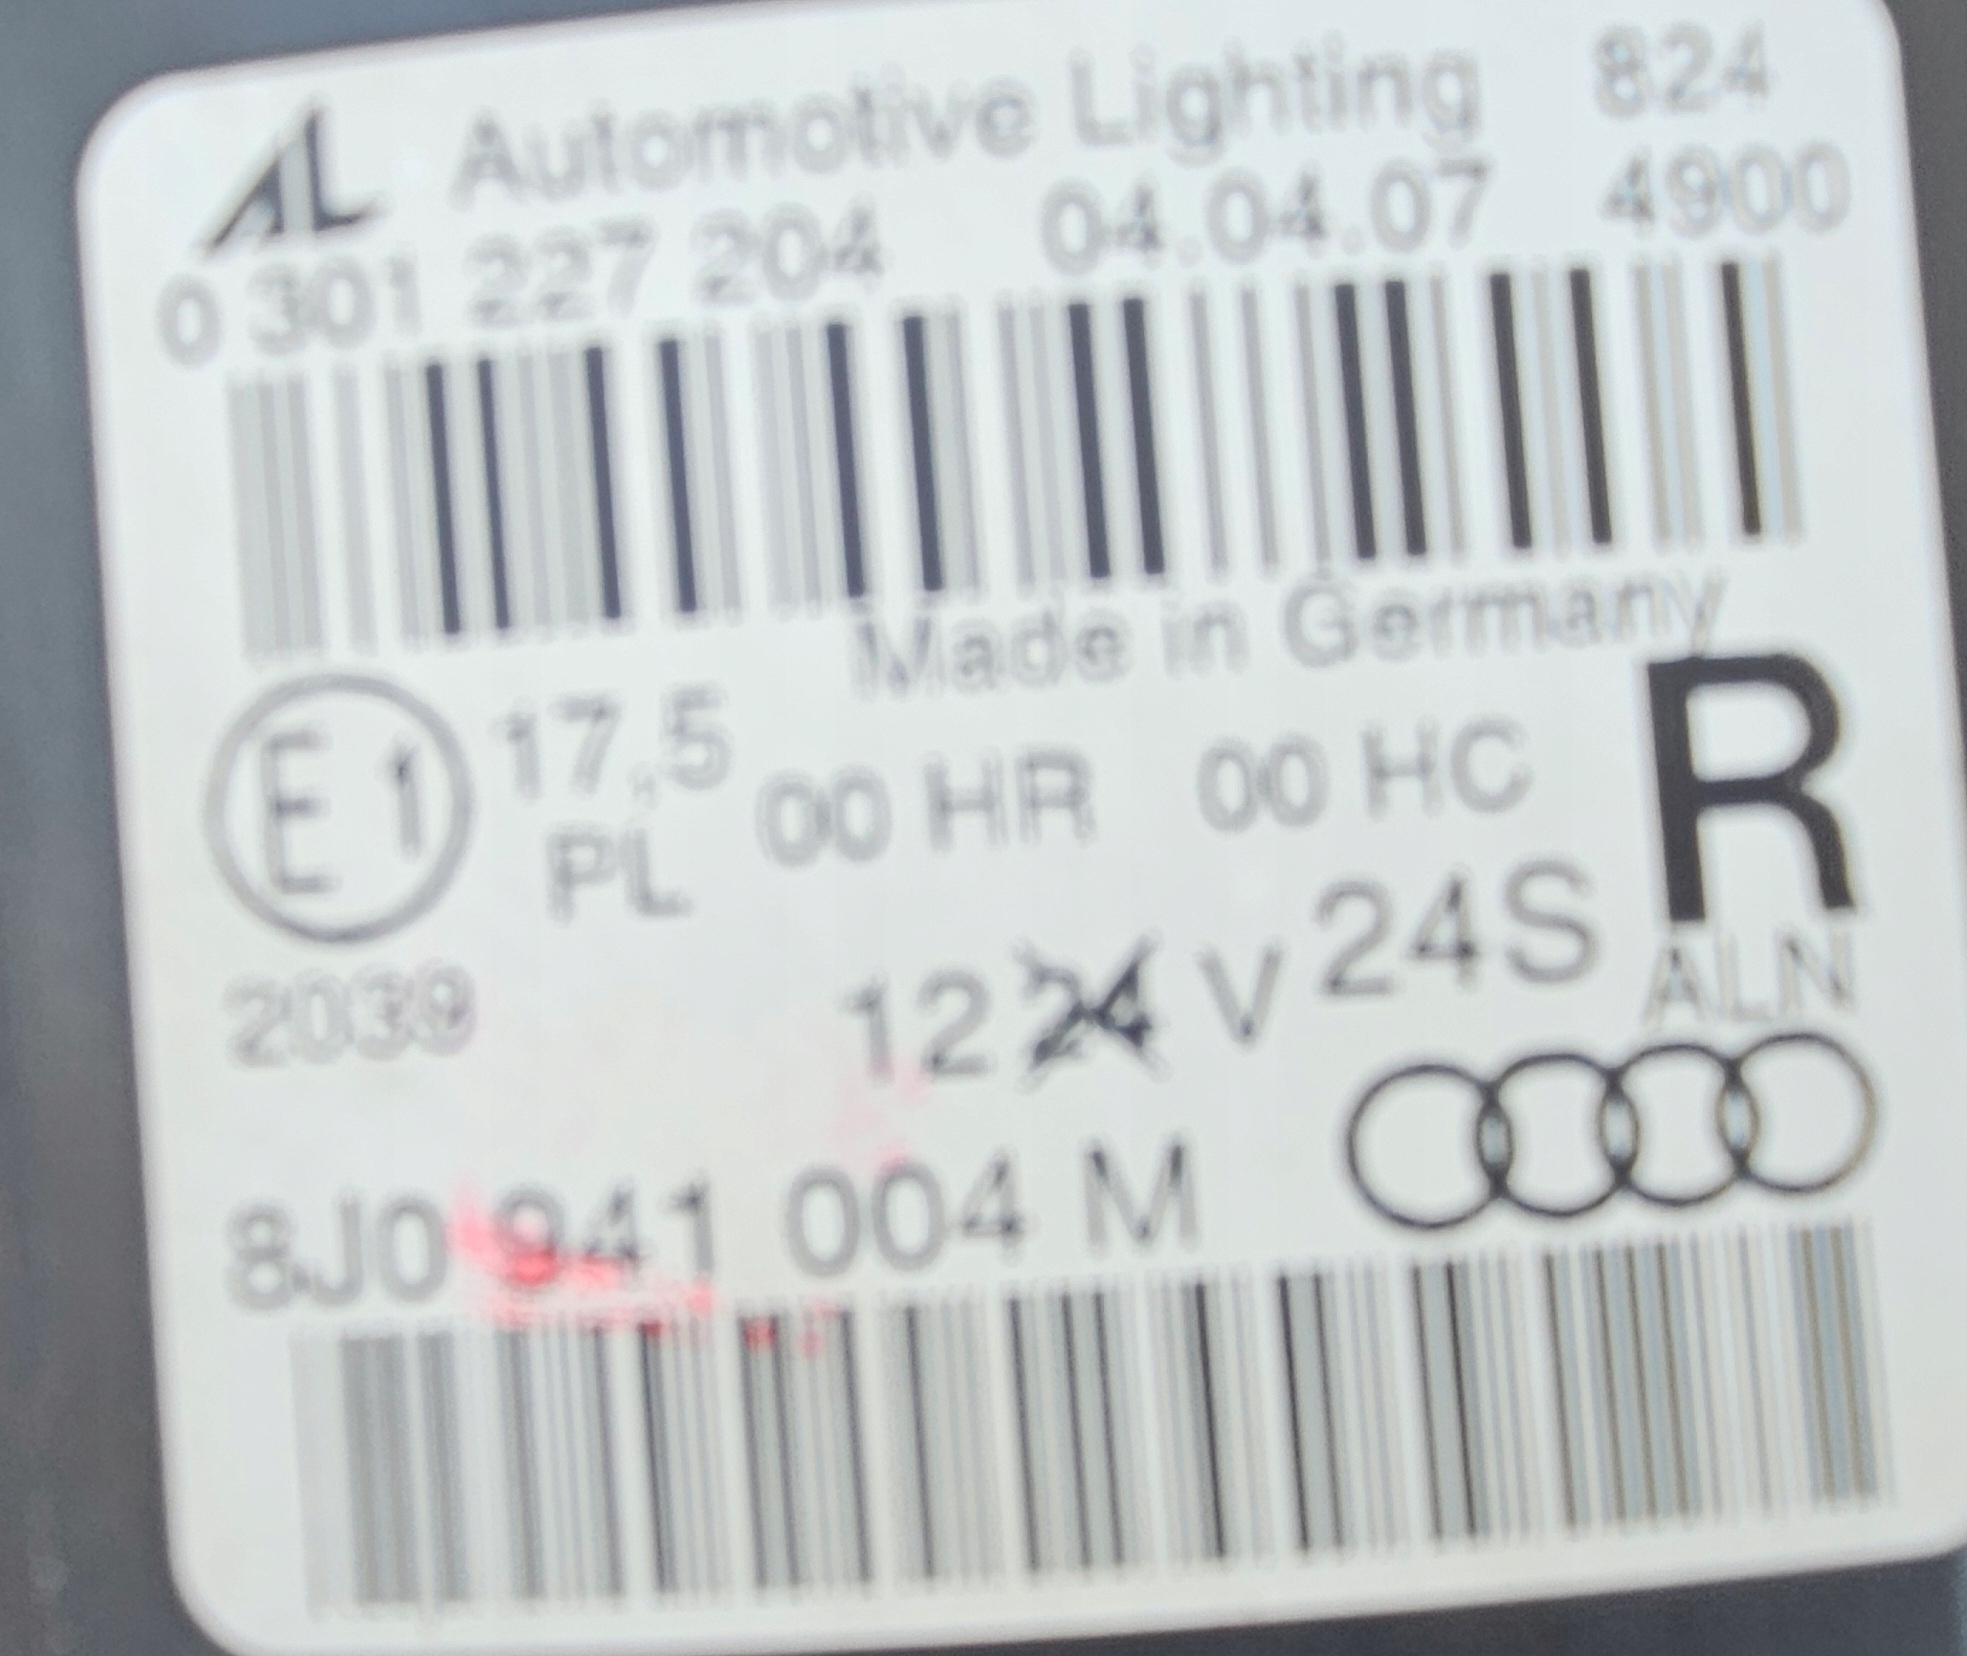 AL Automotive Lighting 824
0 301 227 204 04.04.07 4900
Made in Germany
E1 17,5 00 HR 00 HC R
PL
2039 12 24 V 24S ALN
8J0 941 004 M